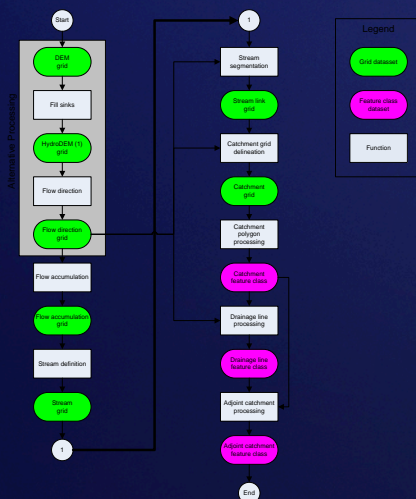 Start
Alternative Processing
DEM
grid
Fill sinks
HydroDEM (1)
grid
Flow direction
Flow direction
grid
Flow accumulation
Flow accumulation
grid
Stream definition
Stream
grid
1
1
Stream
segmentation
Stream link
grid
Catchment grid
delineation
Catchment
grid
Catchment
polygon
processing
Catchment
feature class
Drainage line
processing
Drainage line
feature class
Adjoint catchment
processing
Adjoint catchment
feature class
End
Legend
Grid dataset
Feature class
dataset
Function